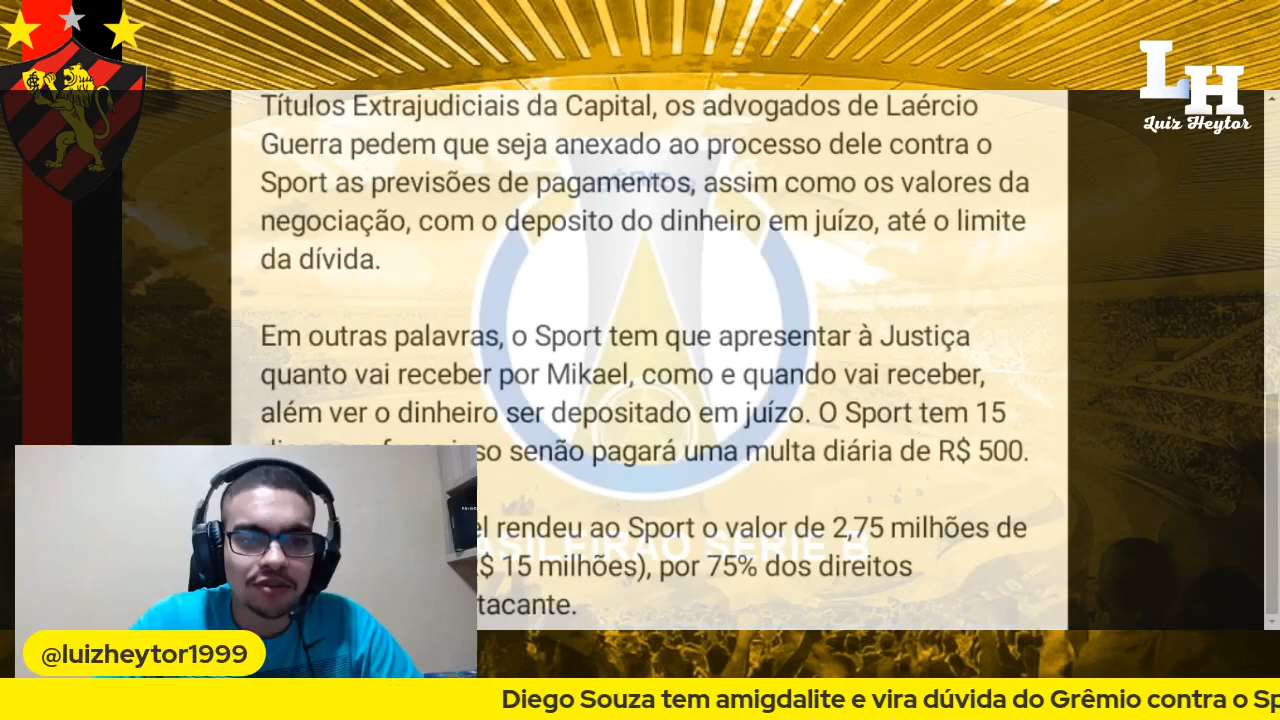 LH
Luiz Heytor
Títulos Extrajudiciais da Capital, os advogados de Laércio
Guerra pedem que seja anexado ao processo dele contra o
Sport as previsões de pagamentos, assim como os valores da
negociação, com o deposito do dinheiro em juízo, até o limite
da dívida.
Em outras palavras, o Sport tem que apresentar à Justiça
quanto vai receber por Mikael, como e quando vai receber,
além ver o dinheiro ser depositado em juízo. O Sport tem 15
senão pagará uma multa diária de R$ 500.
rendeu ao Sport o valor de 2,75 milhões de
ASILEIRÃO SÉRIE B
$ 15 milhões), por 75% dos direitos
tacante.
@luizheytor1999
Diego Souza tem amigdalite e vira dúvida do Grêmio contra o Sp